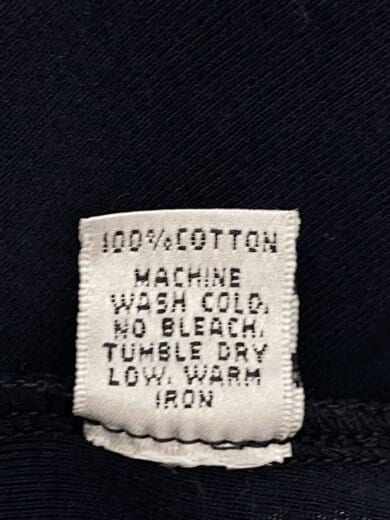 100% COTTON
MACHINE
WASH COLD,
NO BLEACH,
TUMBLE DRY
LOW, WARM
IRON